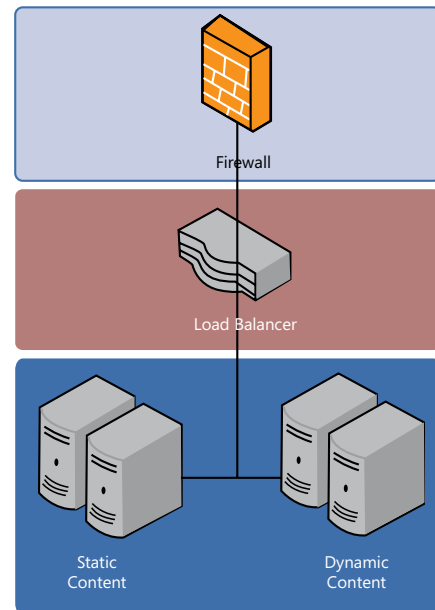 Firewall
Load Balancer
Static
Content
Dynamic
Content